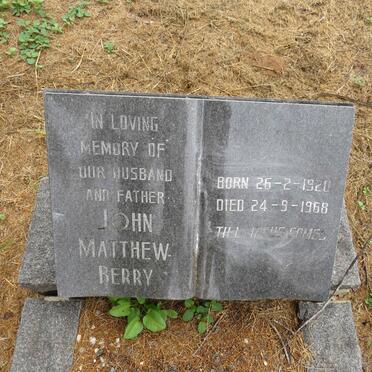 IN LOVING
MEMORY OF
OUR HUSBAND
AND FATHER
JOHN
MATTHEW
BERRY
BORN 26-2-1920
DIED 24-9-1968
TILL JESUS COMES